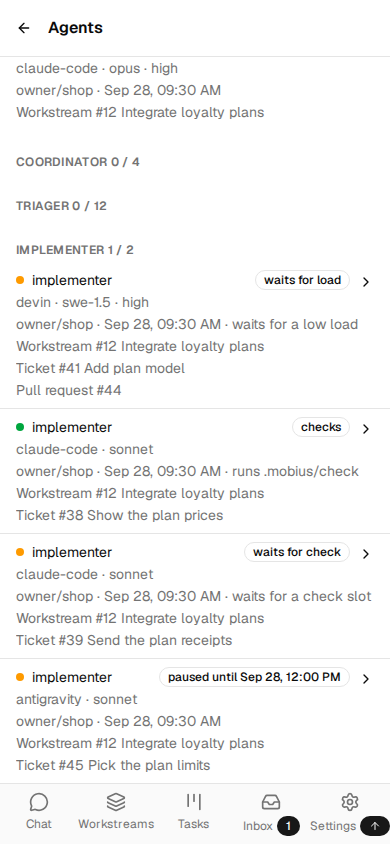 Agents
claude-code · opus · high
owner/shop · Sep 28, 09:30 AM
Workstream #12 Integrate loyalty plans
COORDINATOR 0 / 4
TRIAGER 0 / 12
IMPLEMENTER 1 / 2
implementer waits for load
devin · swe-1.5 · high
owner/shop · Sep 28, 09:30 AM · waits for a low load
Workstream #12 Integrate loyalty plans
Ticket #41 Add plan model
Pull request #44
implementer checks
claude-code · sonnet
owner/shop · Sep 28, 09:30 AM · runs .mobius/check
Workstream #12 Integrate loyalty plans
Ticket #38 Show the plan prices
implementer waits for check
claude-code · sonnet
owner/shop · Sep 28, 09:30 AM · waits for a check slot
Workstream #12 Integrate loyalty plans
Ticket #39 Send the plan receipts
implementer paused until Sep 28, 12:00 PM
antigravity · sonnet
owner/shop · Sep 28, 09:30 AM
Workstream #12 Integrate loyalty plans
Ticket #45 Pick the plan limits
Chat Workstreams Tasks Inbox 1 Settings